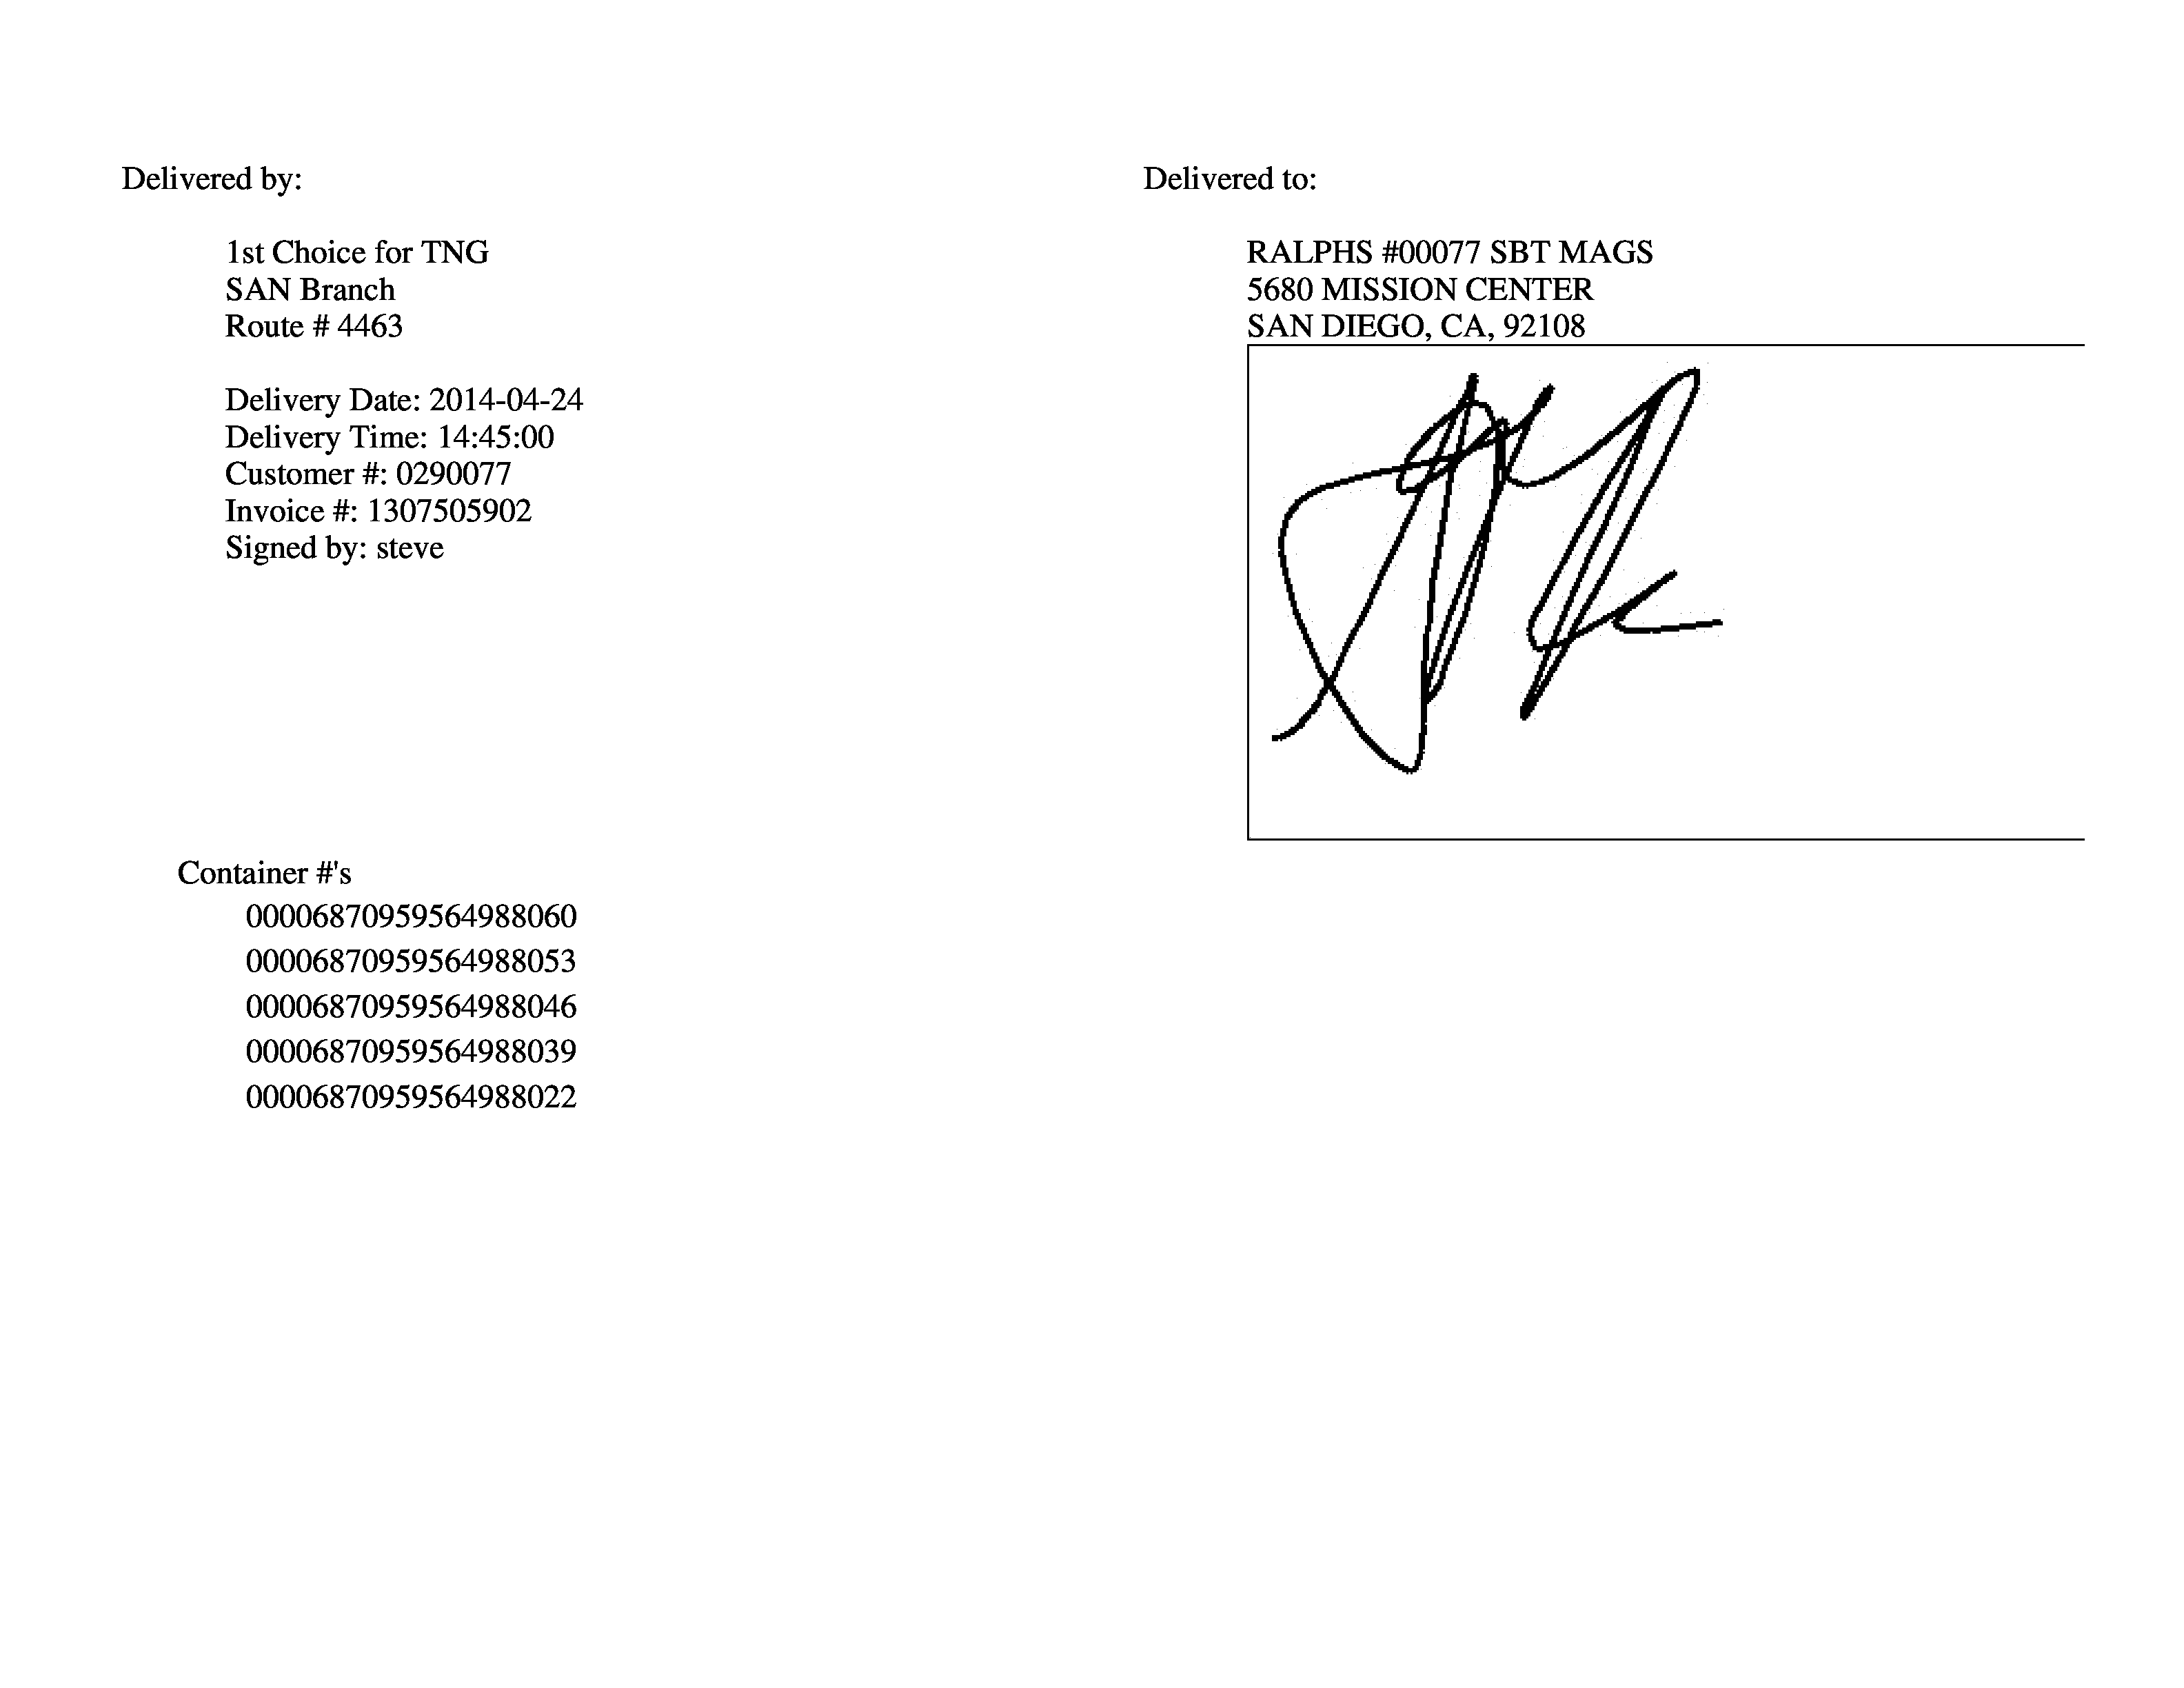 Delivered by:
1st Choice for TNG
SAN Branch
Route # 4463
Delivery Date: 2014-04-24
Delivery Time: 14:45:00
Customer #: 0290077
Invoice #: 1307505902
Signed by: steve
Delivered to:
RALPHS #00077 SBT MAGS
5680 MISSION CENTER
SAN DIEGO, CA, 92108
Container #'s
00006870959564988060
00006870959564988053
00006870959564988046
00006870959564988039
00006870959564988022